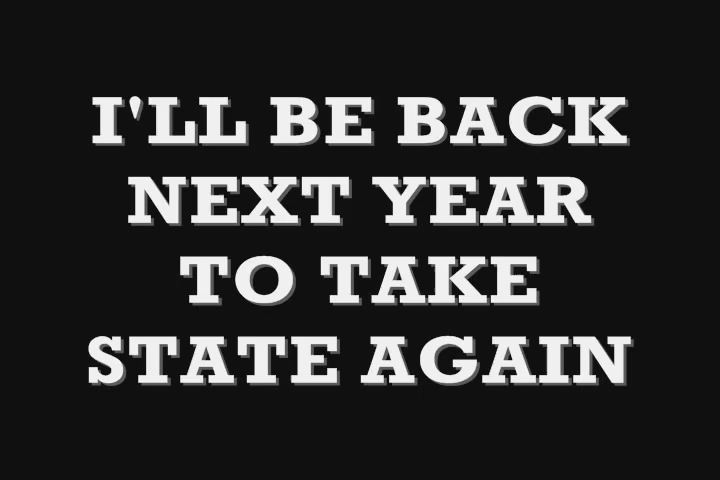 I'LL BE BACK
NEXT YEAR
TO TAKE
STATE AGAIN